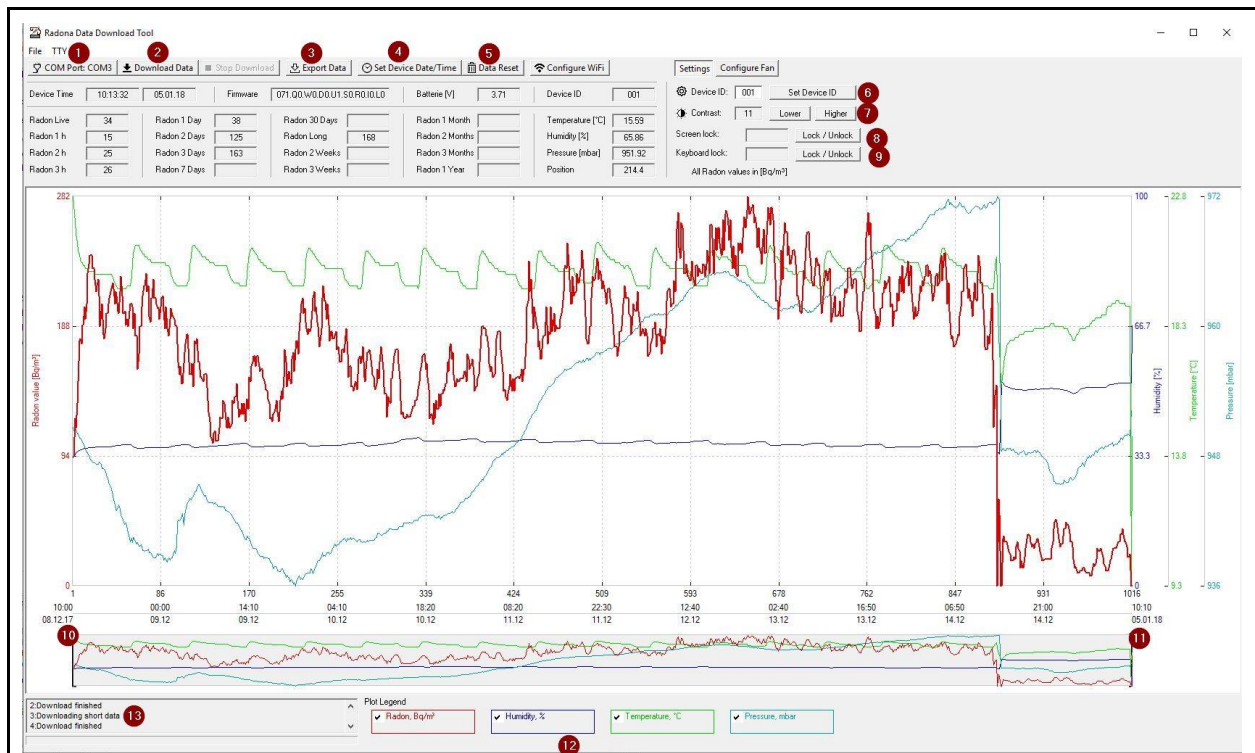 Radona Data Download Tool
File TTY
1 2 3 4 5
COM Port: COM3 Download Data Stop Download Export Data Set Device Date/Time Data Reset Configure WiFi Settings Configure Fan
Device Time 10:13:32 05.01.18 Firmware 071.Q0.W0.D0.U1.S0.R0.I0.L0 Batterie [V] 3.71 Device ID 001 Device ID: 001 Set Device ID 6
Contrast: 11 Lower Higher 7
Radon Live 34 Radon 1 Day 38 Radon 30 Days Radon 1 Month Temperature [°C] 15.59
Screen lock: Lock / Unlock 8
Radon 1 h 15 Radon 2 Days 125 Radon Long 168 Radon 2 Months Humidity [%] 65.86
Keyboard lock: Lock / Unlock 9
Radon 2 h 25 Radon 3 Days 163 Radon 2 Weeks Radon 3 Months Pressure [mbar] 951.92
Radon 3 h 26 Radon 7 Days Radon 3 Weeks Radon 1 Year Position 214.4
All Radon values in [Bq/m³]
282 100 22.8 972
188 66.7 18.3 960
Radon value [Bq/m³] Humidity [%] Temperature [°C] Pressure [mbar]
94 33.3 13.8 948
0 0 9.3 936
1 86 170 255 339 424 509 593 678 762 847 931 1016
10:00 00:00 14:10 04:10 18:20 08:20 22:30 12:40 02:40 16:50 06:50 21:00 10:10
08.12.17 09.12 09.12 10.12 10.12 11.12 11.12 12.12 13.12 13.12 14.12 14.12 05.01.18
10 11
2:Download finished
3:Downloading short data 13
4:Download finished
Plot Legend
Radon, Bq/m³ Humidity, % Temperature, °C Pressure, mbar
12